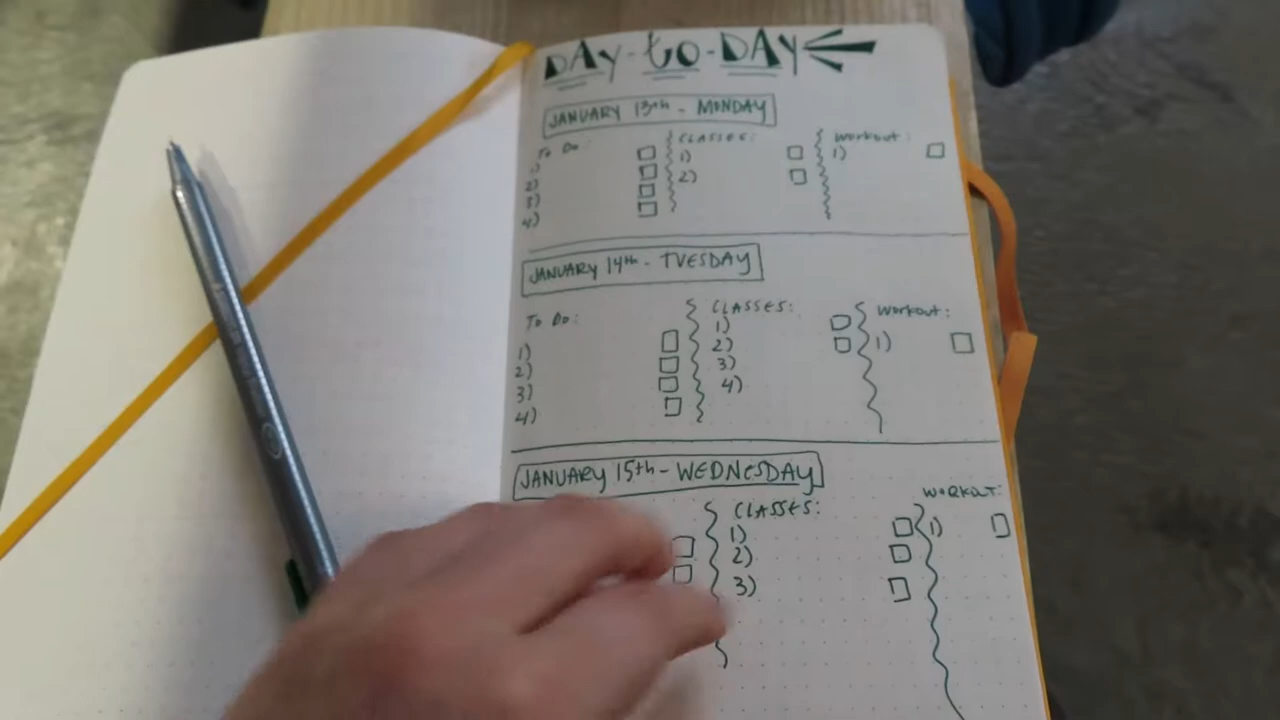 DAY-to-DAY
JANUARY 13th - MONDAY
To Do:
2)
3)
4)
CLASSES:
1)
2)
Workout:
1)
JANUARY 14th - TUESDAY
To Do:
1)
2)
3)
4)
CLASSES:
1)
2)
3)
4)
Workout:
1)
JANUARY 15th - WEDNESDAY
CLASSES:
1)
2)
3)
WORKOUT:
1)